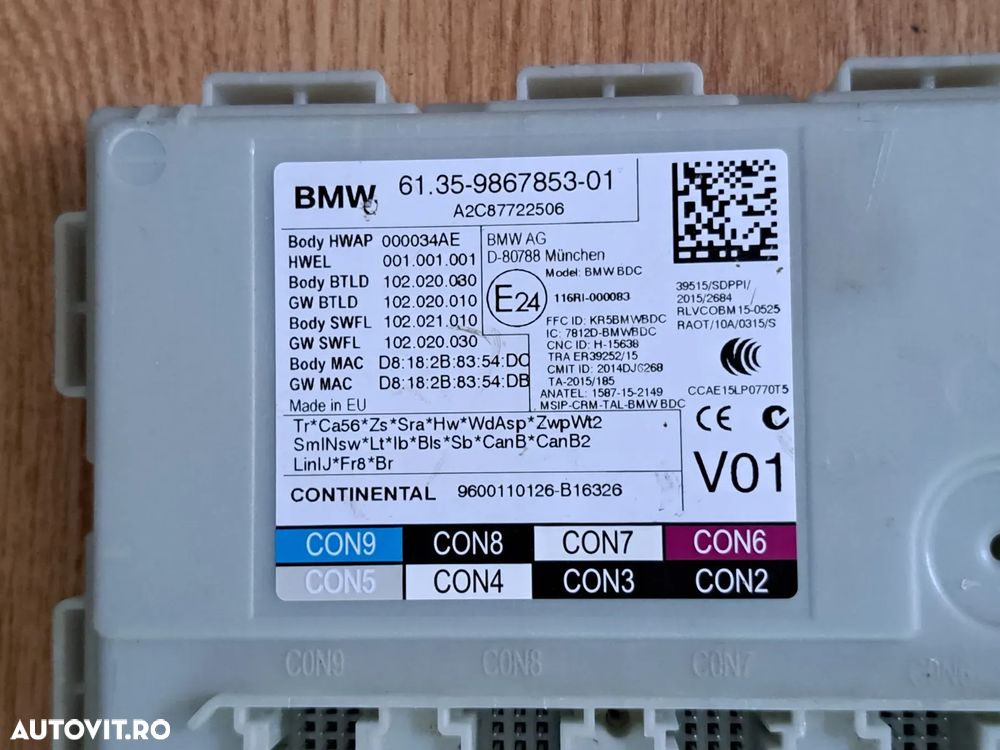 BMW 61.35-9867853-01
A2C87722506
Body HWAP 000034AE
HWEL 001.001.001
Body BTLD 102.020.030
GW BTLD 102.020.010
Body SWFL 102.021.010
GW SWFL 102.020.030
Body MAC D8:18:2B:83:54:DC
GW MAC D8:18:2B:83:54:DB
Made in EU
BMW AG
D-80788 München
Model: BMW BDC
E24
116RI-000083
FFC ID: KR5BMWBDC
IC: 7812D-BMWBDC
CNC ID: H-15638
TRA ER39252/15
CMIT ID: 2014DJ6268
TA-2015/185
ANATEL: 1587-15-2149
MSIP-CRM-TAL-BMW BDC
39515/SDPPI/
2015/2684
RLVCOBM15-0525
RAOT/10A/0315/S
CCAE15LP0770T5
CE
Tr*Ca56*Zs*Sra*Hw*WdAsp*ZwpWt2
SmlNsw*Lt*Ib*Bls*Sb*CanB*CanB2
LinIJ*Fr8*Br
V01
CONTINENTAL 9600110126-B16326
CON9 CON8 CON7 CON6
CON5 CON4 CON3 CON2
CON9 CON8 CON7 CON6
AUTOVIT.RO